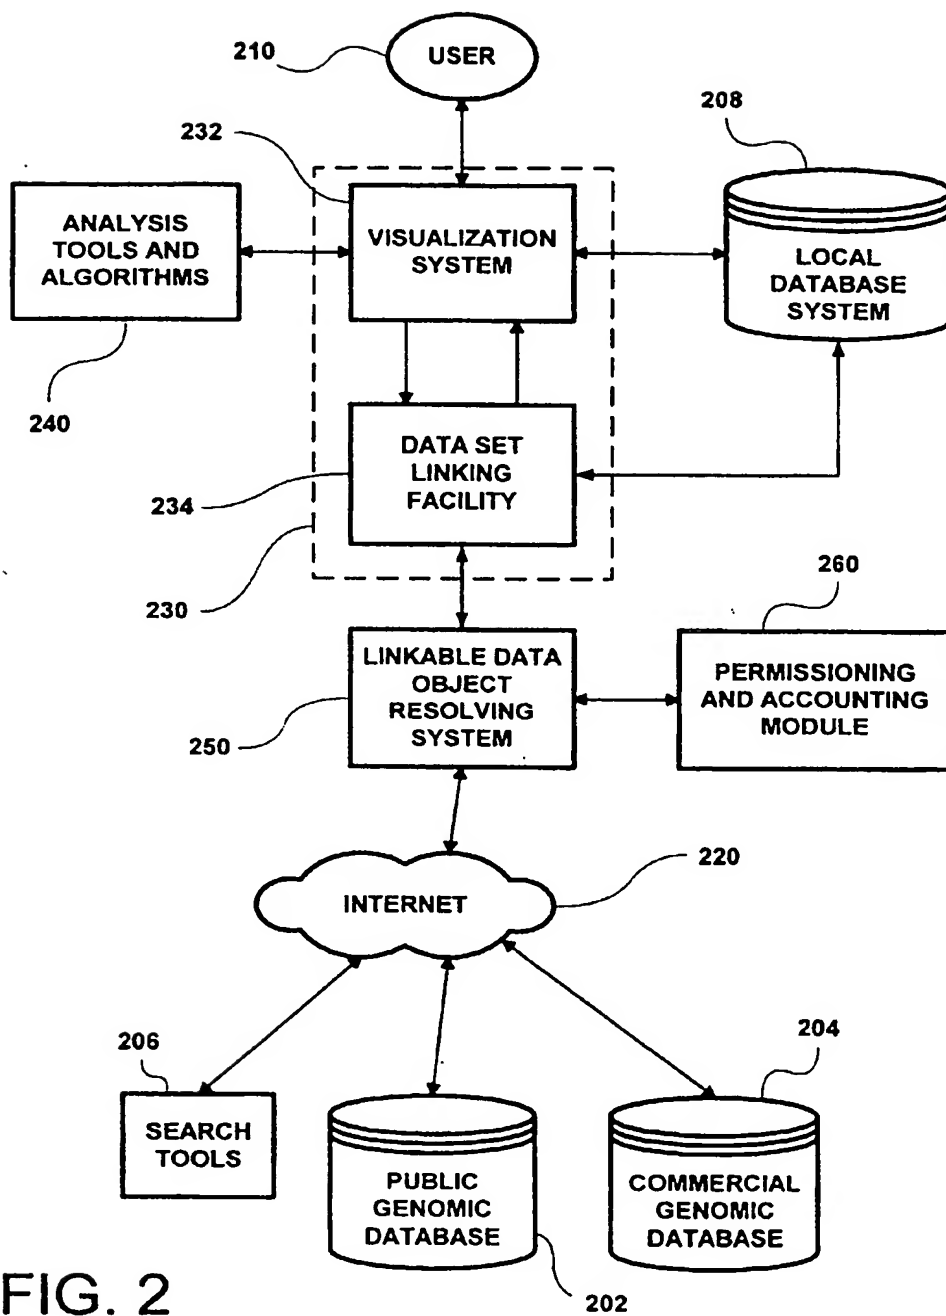 210
USER
232
208
ANALYSIS
TOOLS AND
ALGORITHMS
VISUALIZATION
SYSTEM
LOCAL
DATABASE
SYSTEM
240
DATA SET
LINKING
FACILITY
234
230
260
LINKABLE DATA
OBJECT
RESOLVING
SYSTEM
PERMISSIONING
AND ACCOUNTING
MODULE
250
220
INTERNET
206
204
SEARCH
TOOLS
PUBLIC
GENOMIC
DATABASE
COMMERCIAL
GENOMIC
DATABASE
202
FIG. 2